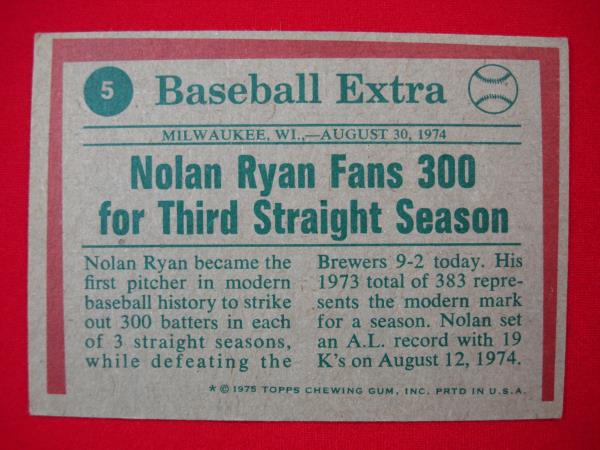 5 Baseball Extra
MILWAUKEE, WI.,—AUGUST 30, 1974
Nolan Ryan Fans 300
for Third Straight Season
Nolan Ryan became the
first pitcher in modern
baseball history to strike
out 300 batters in each
of 3 straight seasons,
while defeating the
Brewers 9-2 today. His
1973 total of 383 repre-
sents the modern mark
for a season. Nolan set
an A.L. record with 19
K's on August 12, 1974.
* © 1975 TOPPS CHEWING GUM, INC. PRTD IN U.S.A.